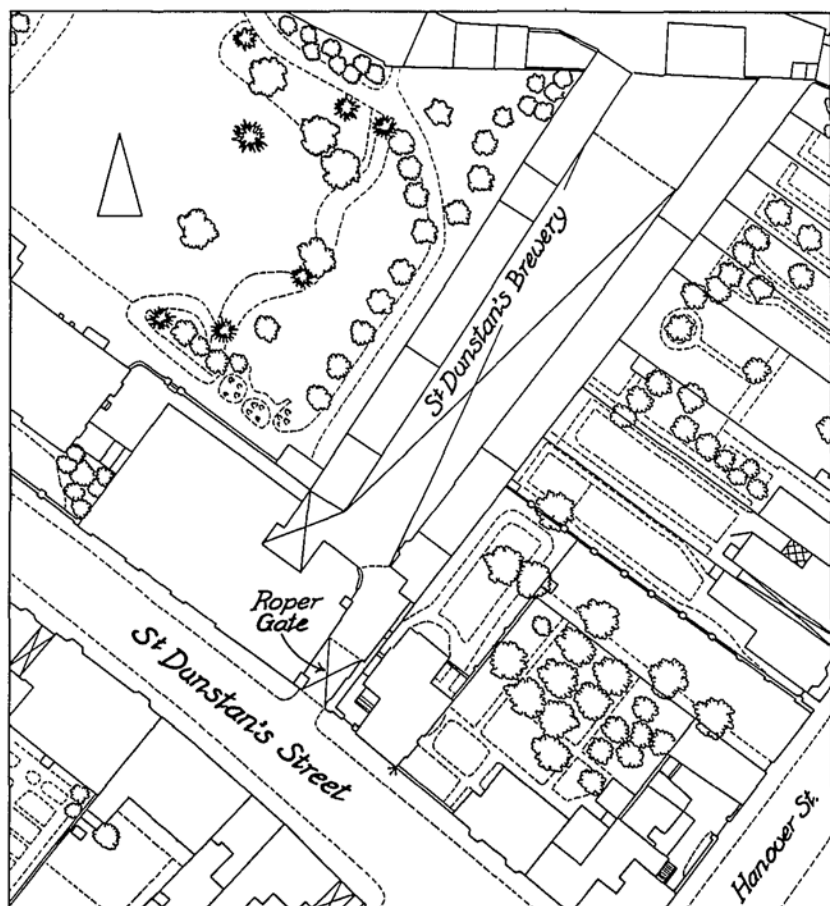 St Dunstan's Brewery
Roper
Gate
St Dunstan's Street
Hanover St.